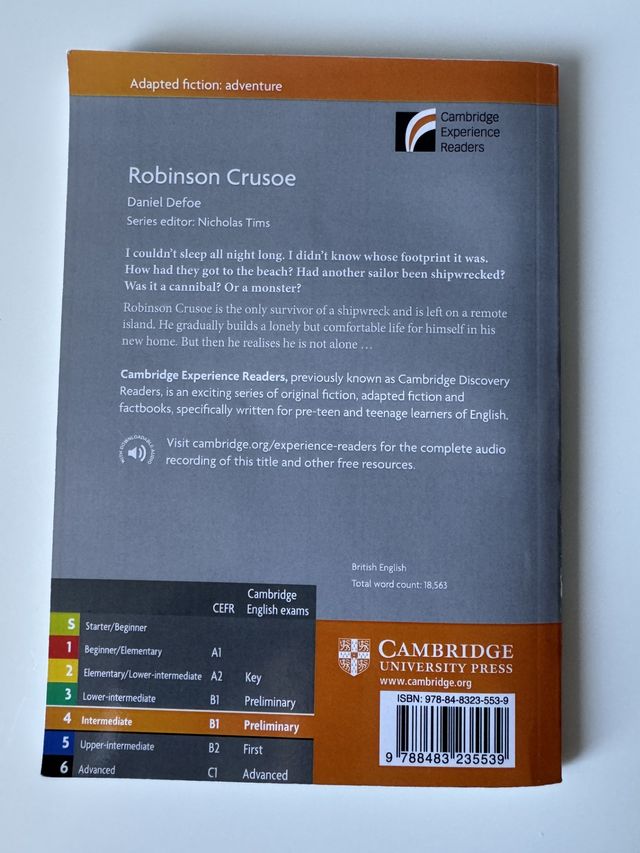 Adapted fiction: adventure
Cambridge
Experience
Readers
Robinson Crusoe
Daniel Defoe
Series editor: Nicholas Tims
I couldn't sleep all night long. I didn't know whose footprint it was.
How had they got to the beach? Had another sailor been shipwrecked?
Was it a cannibal? Or a monster?
Robinson Crusoe is the only survivor of a shipwreck and is left on a remote
island. He gradually builds a lonely but comfortable life for himself in his
new home. But then he realises he is not alone …
Cambridge Experience Readers, previously known as Cambridge Discovery
Readers, is an exciting series of original fiction, adapted fiction and
factbooks, specifically written for pre-teen and teenage learners of English.
WITH DOWNLOADABLE AUDIO
Visit cambridge.org/experience-readers for the complete audio
recording of this title and other free resources.
British English
Total word count: 18,563
CEFR Cambridge English exams
S Starter/Beginner
1 Beginner/Elementary A1
2 Elementary/Lower-intermediate A2 Key
3 Lower-intermediate B1 Preliminary
4 Intermediate B1 Preliminary
5 Upper-intermediate B2 First
6 Advanced C1 Advanced
CAMBRIDGE
UNIVERSITY PRESS
www.cambridge.org
ISBN: 978-84-8323-553-9
9 788483 235539